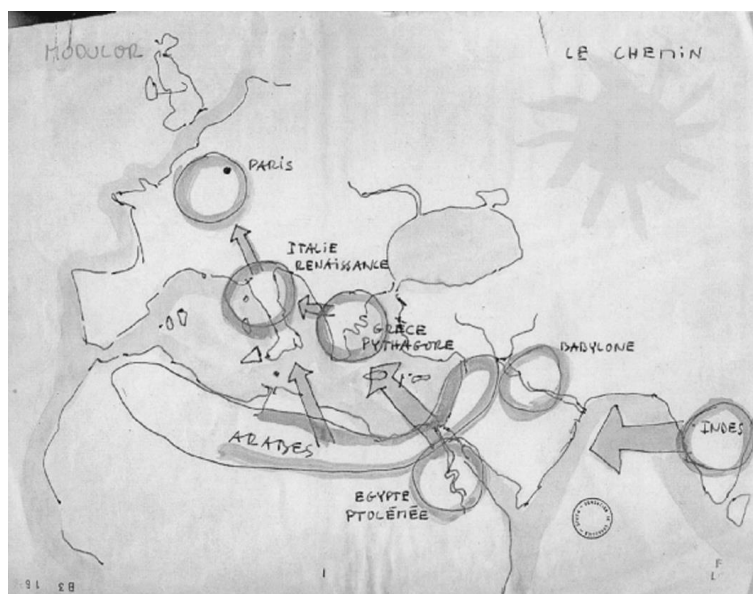 MODULOR
LE CHEMIN
PARIS
ITALIE
RENAISSANCE
GRÈCE
PYTHAGORE
BABYLONE
ARABES
INDES
EGYPTE
PTOLÉMÉE